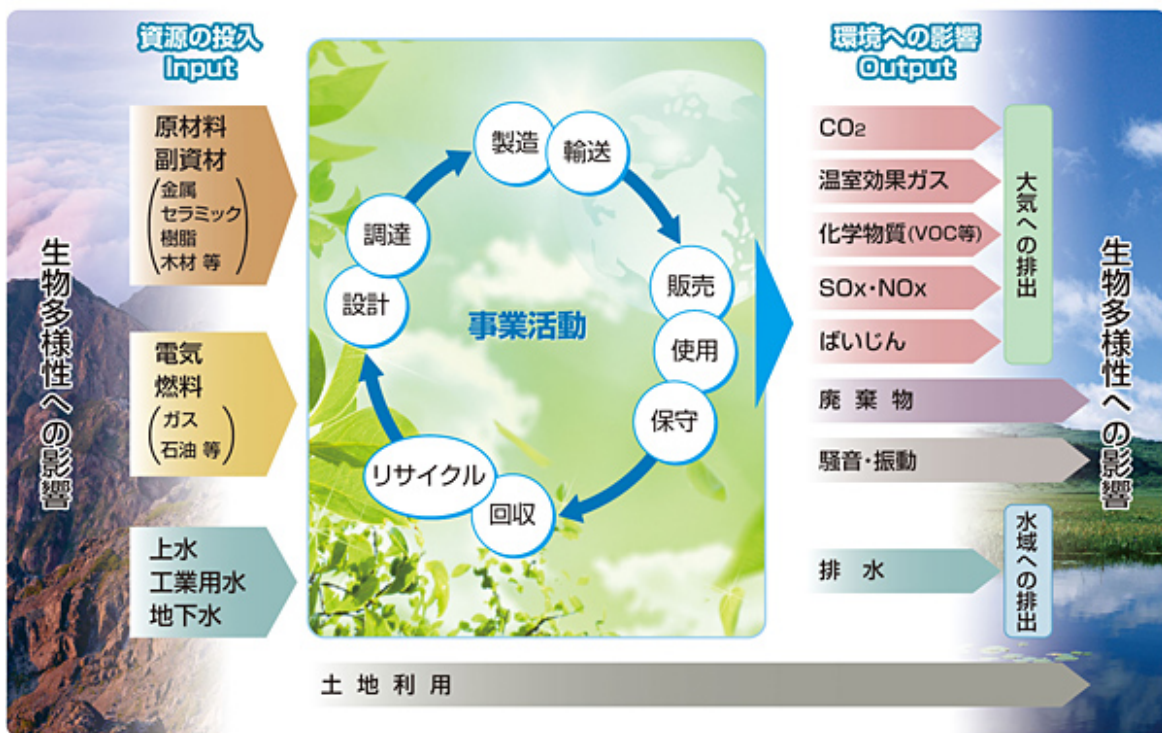 生物多様性への影響
資源の投入
Input
原材料
副資材
(金属
セラミック
樹脂
木材 等)
電気
燃料
(ガス
石油 等)
上水
工業用水
地下水
事業活動
設計
調達
製造
輸送
販売
使用
保守
回収
リサイクル
環境への影響
Output
CO₂
温室効果ガス
化学物質(VOC等)
SOx・NOx
ばいじん
大気への排出
廃棄物
騒音・振動
排水
水域への排出
土地利用
生物多様性への影響